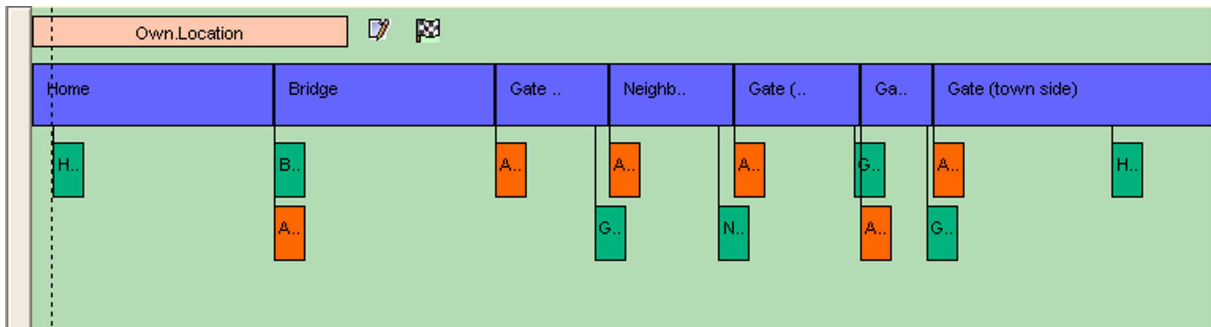 Own.Location
Home Bridge Gate .. Neighb.. Gate (.. Ga.. Gate (town side)
H.. B.. A.. A.. A.. G.. A.. H..
A.. G.. N.. A.. G..